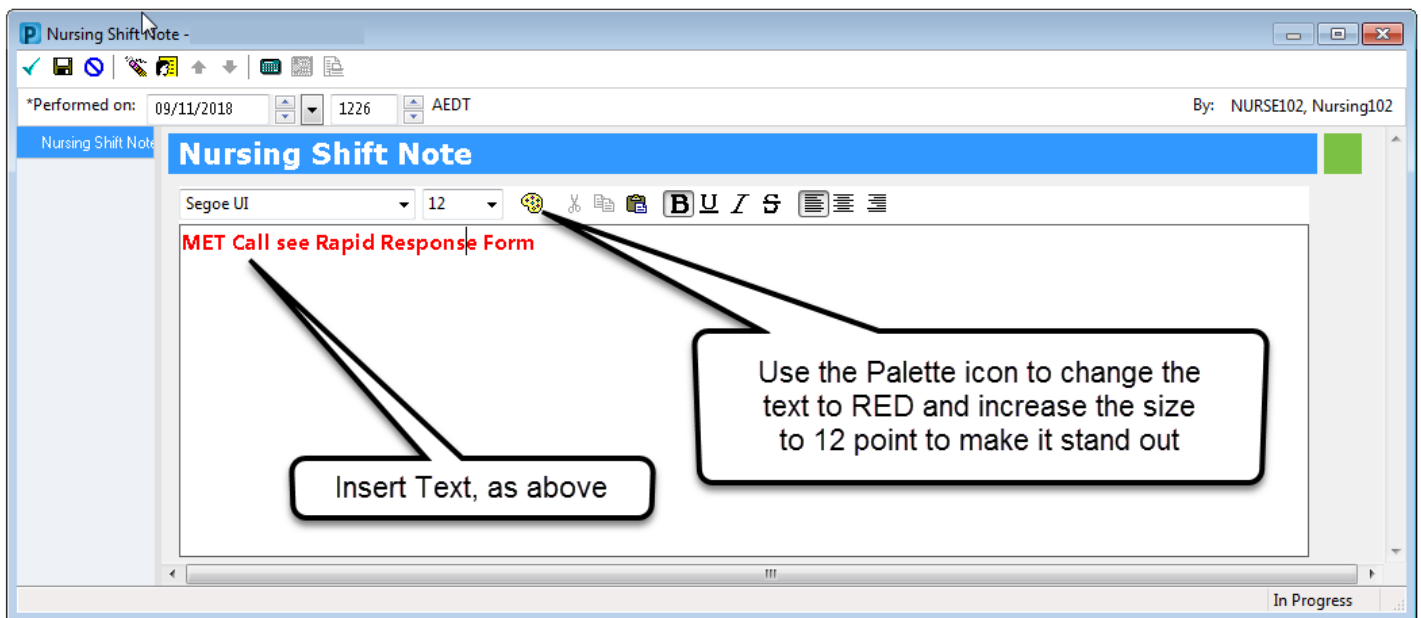 Nursing Shift Note -
*Performed on: 09/11/2018 1226 AEDT By: NURSE102, Nursing102
Nursing Shift Note
Nursing Shift Note
Segoe UI 12 B U I S
MET Call see Rapid Response Form
Use the Palette icon to change the
text to RED and increase the size
to 12 point to make it stand out
Insert Text, as above
In Progress